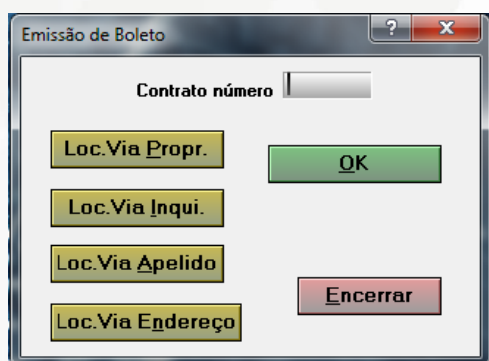 Emissão de Boleto
Contrato número
Loc.Via Propr.
OK
Loc.Via Inqui.
Loc.Via Apelido
Encerrar
Loc.Via Endereço